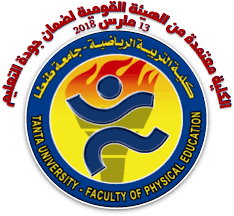 الكلية معتمدة من الهيئة القومية لضمان جودة التعليم
13 مارس 2018
كلية التربية الرياضية - جامعة طنطا
TANTA UNIVERSITY - FACULTY OF PHYSICAL EDUCATION